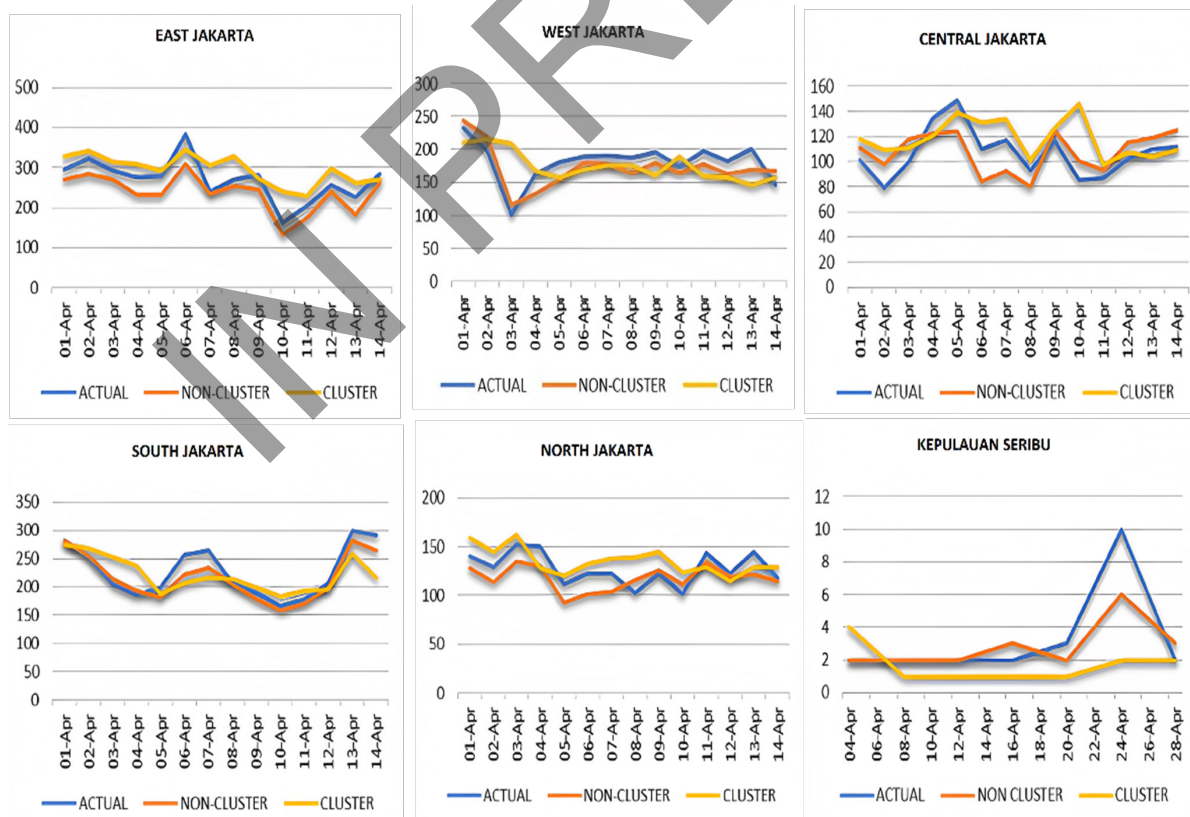 EAST JAKARTA
500
400
300
200
100
0
01-Apr
02-Apr
03-Apr
04-Apr
05-Apr
06-Apr
07-Apr
08-Apr
09-Apr
10-Apr
11-Apr
12-Apr
13-Apr
14-Apr
ACTUAL NON-CLUSTER CLUSTER
WEST JAKARTA
300
250
200
150
100
50
0
01-Apr
02-Apr
03-Apr
04-Apr
05-Apr
06-Apr
07-Apr
08-Apr
09-Apr
10-Apr
11-Apr
12-Apr
13-Apr
14-Apr
ACTUAL NON-CLUSTER CLUSTER
CENTRAL JAKARTA
160
140
120
100
80
60
40
20
0
01-Apr
02-Apr
03-Apr
04-Apr
05-Apr
06-Apr
07-Apr
08-Apr
09-Apr
10-Apr
11-Apr
12-Apr
13-Apr
14-Apr
ACTUAL NON-CLUSTER CLUSTER
SOUTH JAKARTA
350
300
250
200
150
100
50
0
01-Apr
02-Apr
03-Apr
04-Apr
05-Apr
06-Apr
07-Apr
08-Apr
09-Apr
10-Apr
11-Apr
12-Apr
13-Apr
14-Apr
ACTUAL NON-CLUSTER CLUSTER
NORTH JAKARTA
200
150
100
50
0
01-Apr
02-Apr
03-Apr
04-Apr
05-Apr
06-Apr
07-Apr
08-Apr
09-Apr
10-Apr
11-Apr
12-Apr
13-Apr
14-Apr
ACTUAL NON-CLUSTER CLUSTER
KEPULAUAN SERIBU
12
10
8
6
4
2
0
04-Apr
06-Apr
08-Apr
10-Apr
12-Apr
14-Apr
16-Apr
18-Apr
20-Apr
22-Apr
24-Apr
26-Apr
28-Apr
ACTUAL NON CLUSTER CLUSTER
IN PR